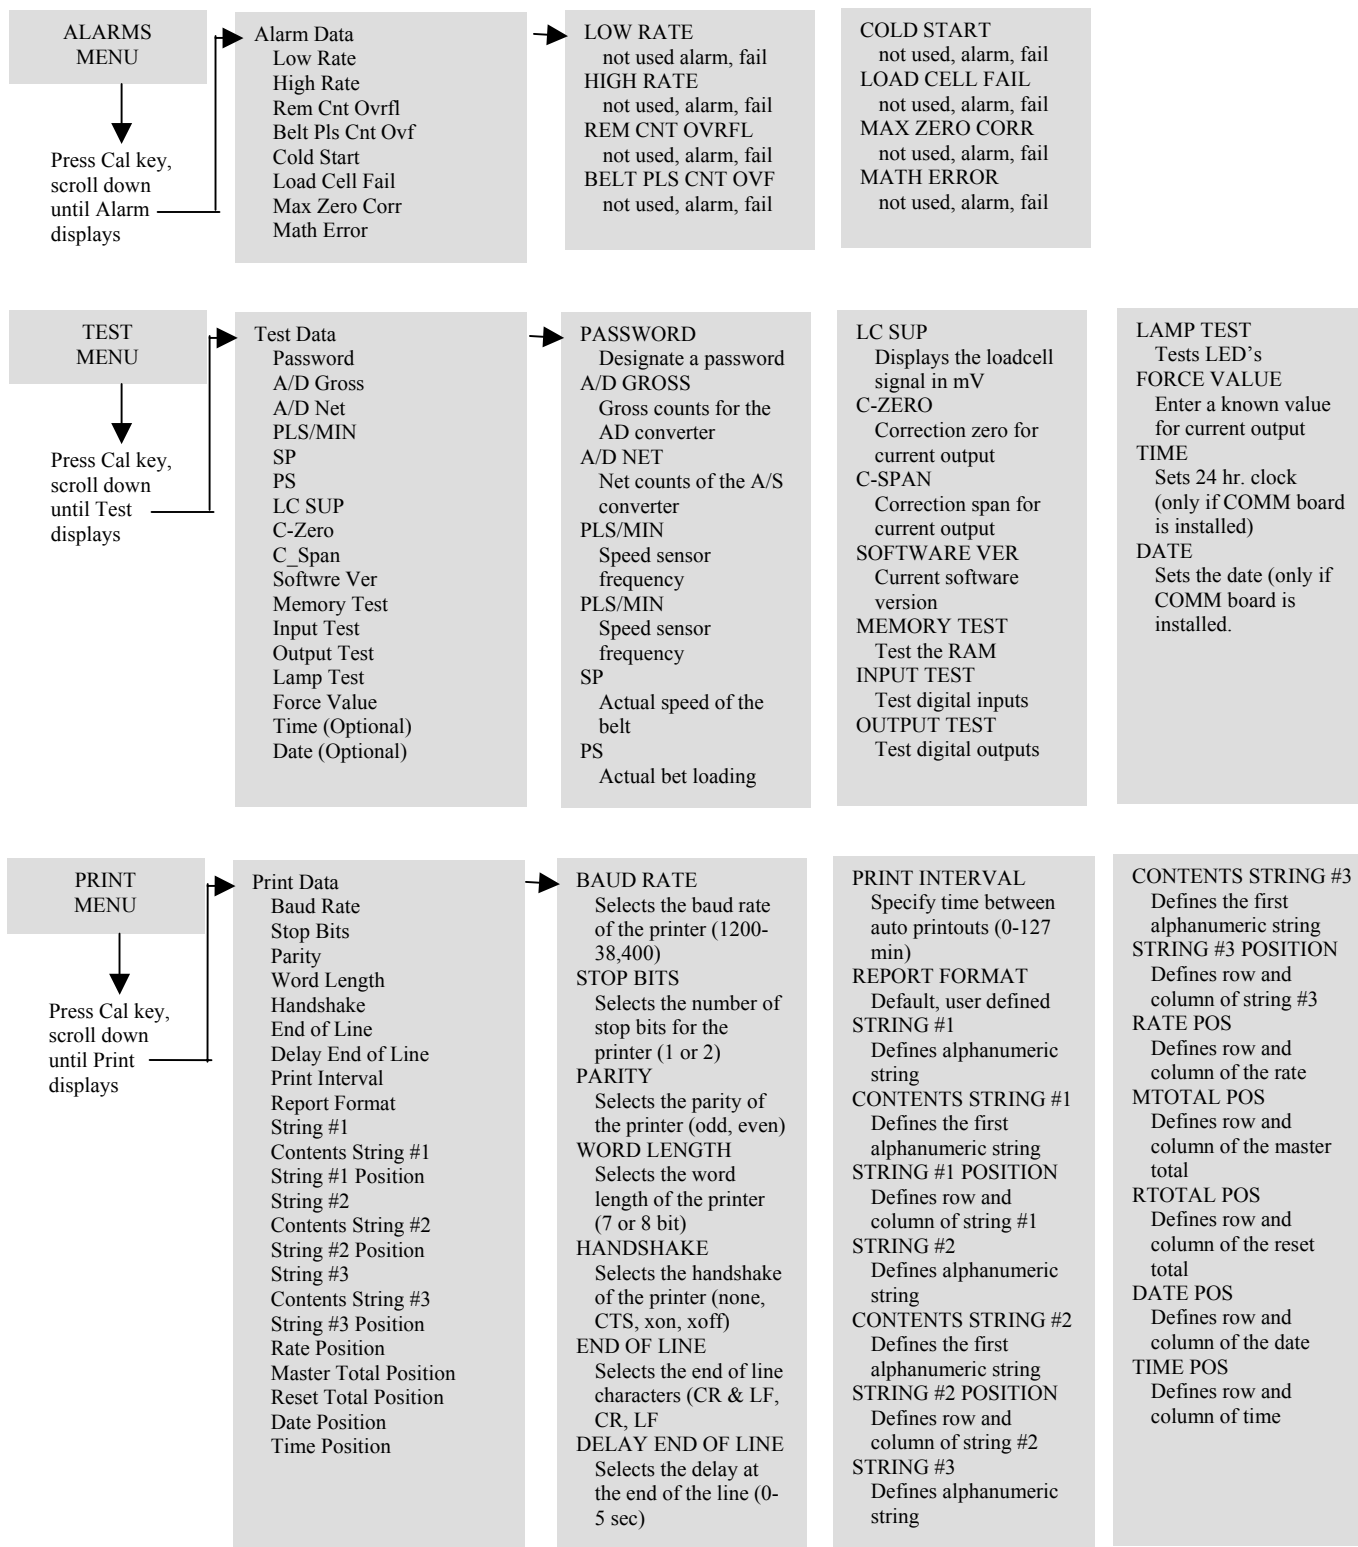 ALARMS
MENU
Press Cal key,
scroll down
until Alarm
displays
Alarm Data
Low Rate
High Rate
Rem Cnt Ovrfl
Belt Pls Cnt Ovf
Cold Start
Load Cell Fail
Max Zero Corr
Math Error
LOW RATE
not used alarm, fail
HIGH RATE
not used, alarm, fail
REM CNT OVRFL
not used, alarm, fail
BELT PLS CNT OVF
not used, alarm, fail
COLD START
not used, alarm, fail
LOAD CELL FAIL
not used, alarm, fail
MAX ZERO CORR
not used, alarm, fail
MATH ERROR
not used, alarm, fail
TEST
MENU
Press Cal key,
scroll down
until Test
displays
Test Data
Password
A/D Gross
A/D Net
PLS/MIN
SP
PS
LC SUP
C-Zero
C_Span
Softwre Ver
Memory Test
Input Test
Output Test
Lamp Test
Force Value
Time (Optional)
Date (Optional)
PASSWORD
Designate a password
A/D GROSS
Gross counts for the
AD converter
A/D NET
Net counts of the A/S
converter
PLS/MIN
Speed sensor
frequency
PLS/MIN
Speed sensor
frequency
SP
Actual speed of the
belt
PS
Actual bet loading
LC SUP
Displays the loadcell
signal in mV
C-ZERO
Correction zero for
current output
C-SPAN
Correction span for
current output
SOFTWARE VER
Current software
version
MEMORY TEST
Test the RAM
INPUT TEST
Test digital inputs
OUTPUT TEST
Test digital outputs
LAMP TEST
Tests LED's
FORCE VALUE
Enter a known value
for current output
TIME
Sets 24 hr. clock
(only if COMM board
is installed)
DATE
Sets the date (only if
COMM board is
installed.
PRINT
MENU
Press Cal key,
scroll down
until Print
displays
Print Data
Baud Rate
Stop Bits
Parity
Word Length
Handshake
End of Line
Delay End of Line
Print Interval
Report Format
String #1
Contents String #1
String #1 Position
String #2
Contents String #2
String #2 Position
String #3
Contents String #3
String #3 Position
Rate Position
Master Total Position
Reset Total Position
Date Position
Time Position
BAUD RATE
Selects the baud rate
of the printer (1200-
38,400)
STOP BITS
Selects the number of
stop bits for the
printer (1 or 2)
PARITY
Selects the parity of
the printer (odd, even)
WORD LENGTH
Selects the word
length of the printer
(7 or 8 bit)
HANDSHAKE
Selects the handshake
of the printer (none,
CTS, xon, xoff)
END OF LINE
Selects the end of line
characters (CR & LF,
CR, LF
DELAY END OF LINE
Selects the delay at
the end of the line (0-
5 sec)
PRINT INTERVAL
Specify time between
auto printouts (0-127
min)
REPORT FORMAT
Default, user defined
STRING #1
Defines alphanumeric
string
CONTENTS STRING #1
Defines the first
alphanumeric string
STRING #1 POSITION
Defines row and
column of string #1
STRING #2
Defines alphanumeric
string
CONTENTS STRING #2
Defines the first
alphanumeric string
STRING #2 POSITION
Defines row and
column of string #2
STRING #3
Defines alphanumeric
string
CONTENTS STRING #3
Defines the first
alphanumeric string
STRING #3 POSITION
Defines row and
column of string #3
RATE POS
Defines row and
column of the rate
MTOTAL POS
Defines row and
column of the master
total
RTOTAL POS
Defines row and
column of the reset
total
DATE POS
Defines row and
column of the date
TIME POS
Defines row and
column of time